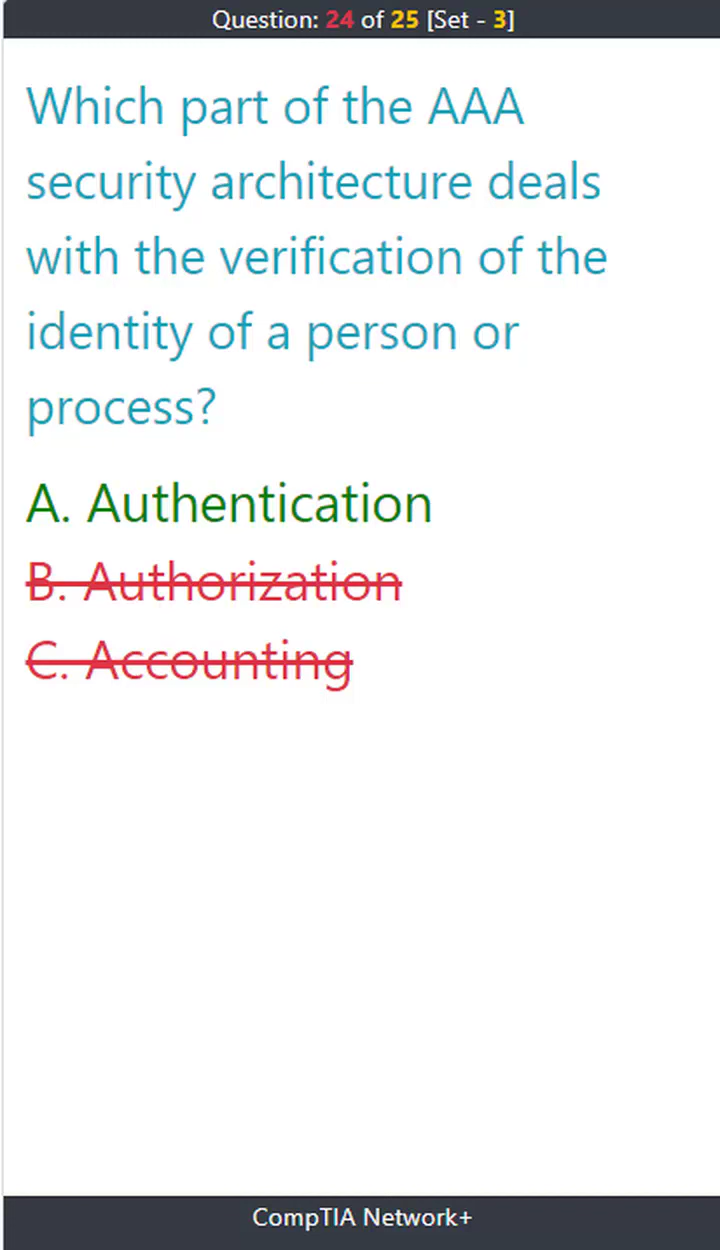 Question: 24 of 25 [Set - 3]
Which part of the AAA
security architecture deals
with the verification of the
identity of a person or
process?
A. Authentication
B. Authorization
C. Accounting
CompTIA Network+